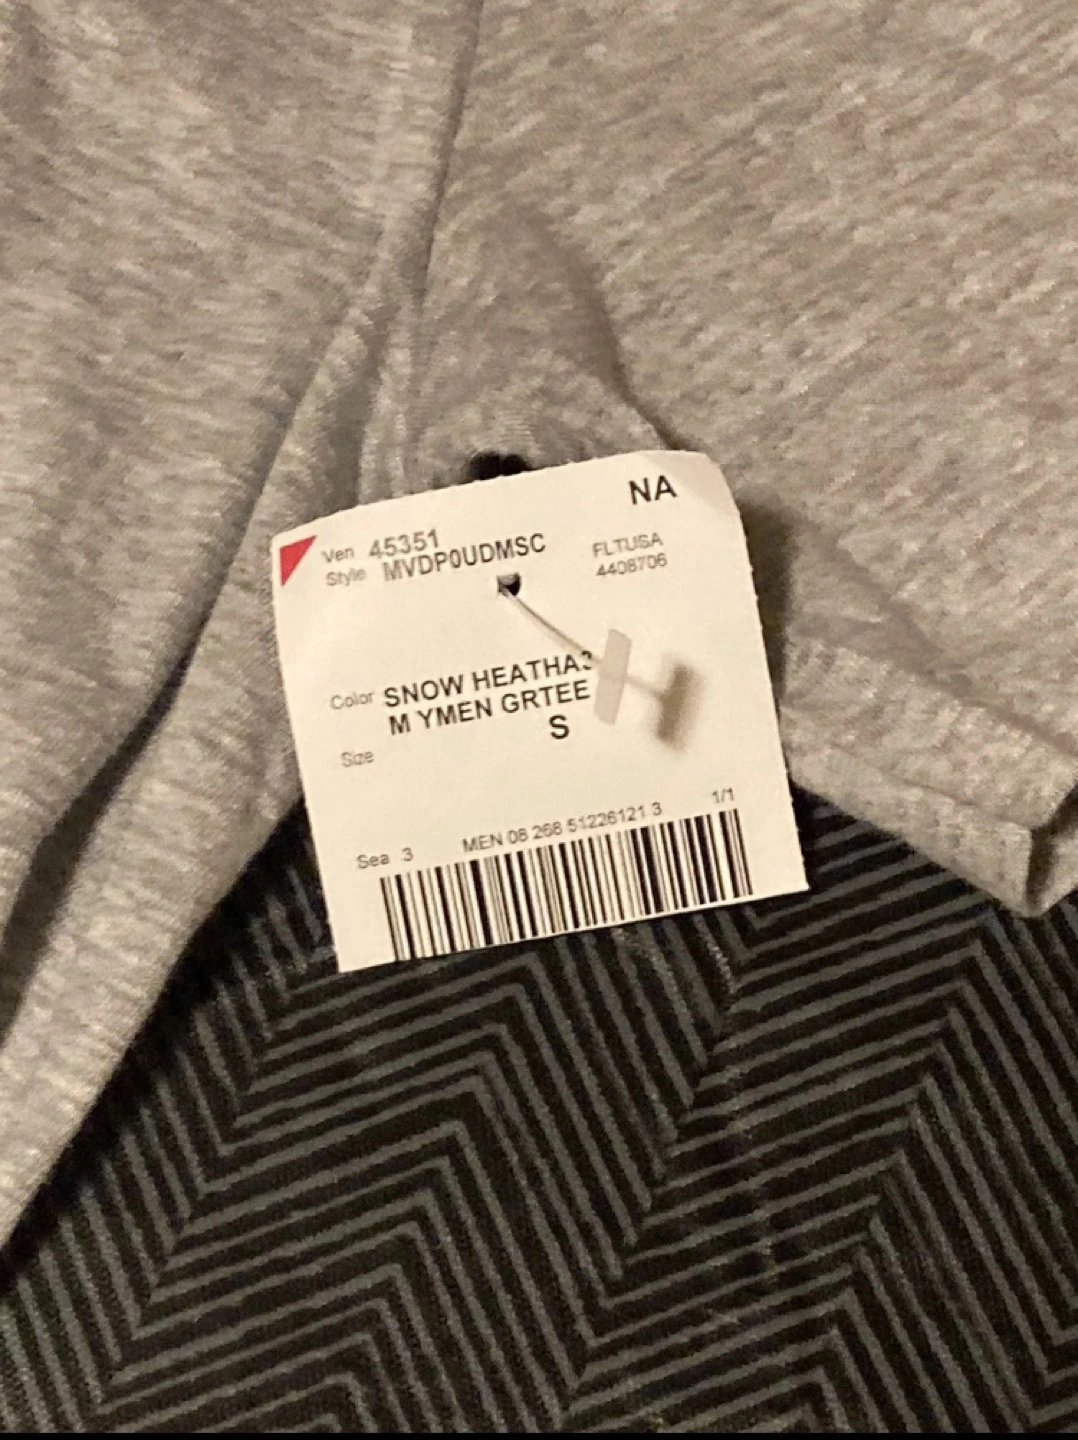 NA
Ven 45351
Style MVDP0UDMSC
FLTUSA
4408706
Color SNOW HEATHA3
M YMEN GRTEE
Size S
Sea 3
MEN 08 268 51226121 3
1/1